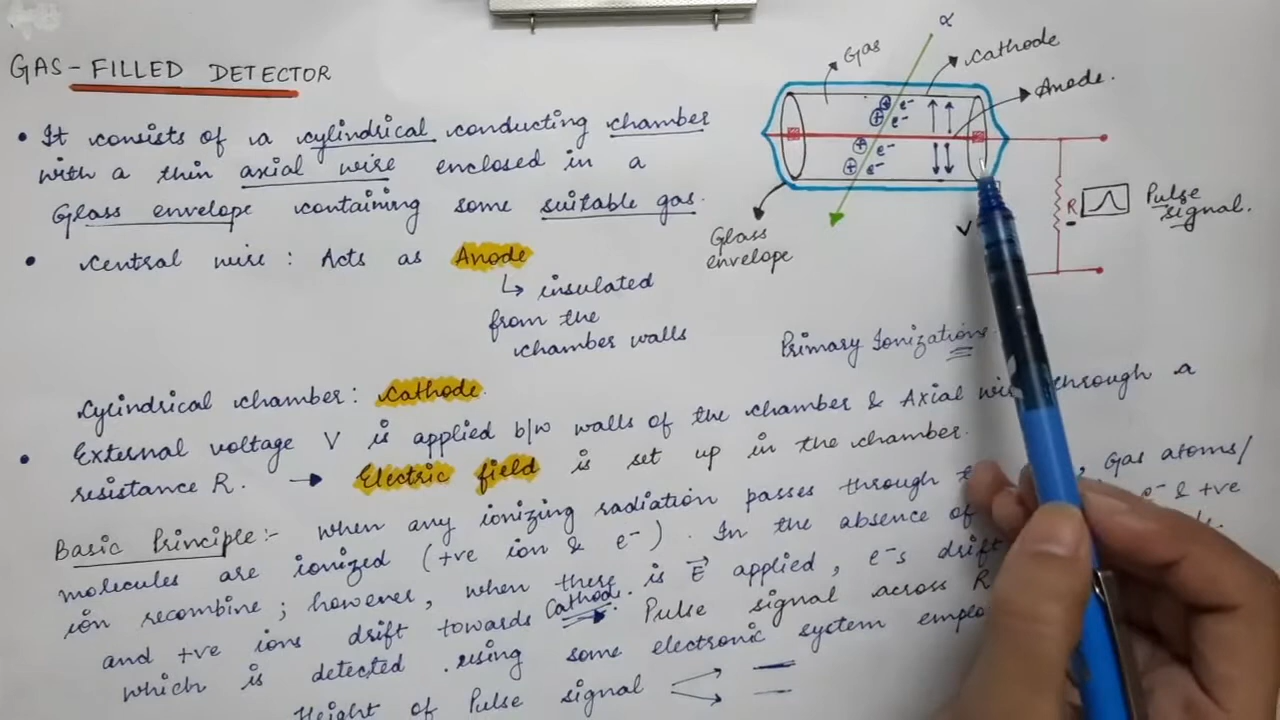 GAS-FILLED DETECTOR
• It consists of a cylindrical conducting chamber
with a thin axial wire enclosed in a
Glass envelope containing some suitable gas.
• Central wire: Acts as Anode
↳ insulated
from the
chamber walls
Cylindrical chamber: Cathode.
• External voltage V is applied b/w walls of the chamber & Axial through a
resistance R. → Electric field is set up in the chamber.
Basic Principle:- When any ionizing radiation passes through Gas atoms/
molecules are ionized (+ve ion & e⁻). In the absence of e⁻ & +ve
ion recombine; however, when there is E⃗ applied, e⁻s drift
and +ve ions drift towards Cathode. → Pulse signal across R
which is detected using some electronic system
Height of Pulse signal
α
Gas
Cathode
Anode.
⊕ e⁻
⊕ e⁻
⊕ e⁻
⊕ e⁻
Glass
envelope
V
R
Pulse
signal.
Primary Ionizations.